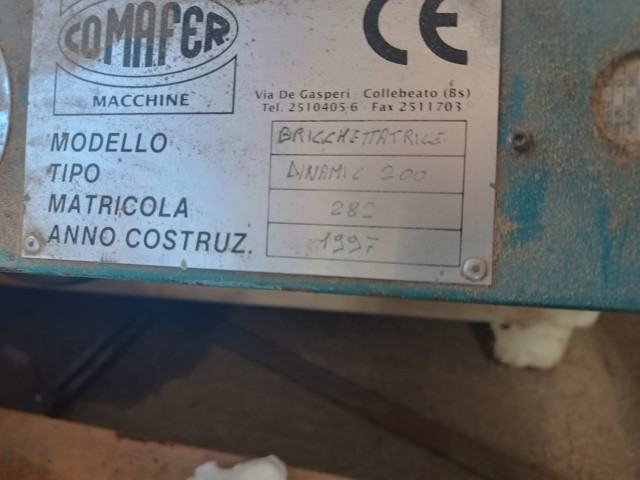 COMAFER
MACCHINE
CE
Via De Gasperi - Collebeato (Bs)
Tel. 2510405-6 - Fax 2511703
MODELLO BRICCHETTATRICE
TIPO DINAMIC 200
MATRICOLA 282
ANNO COSTRUZ. 1997